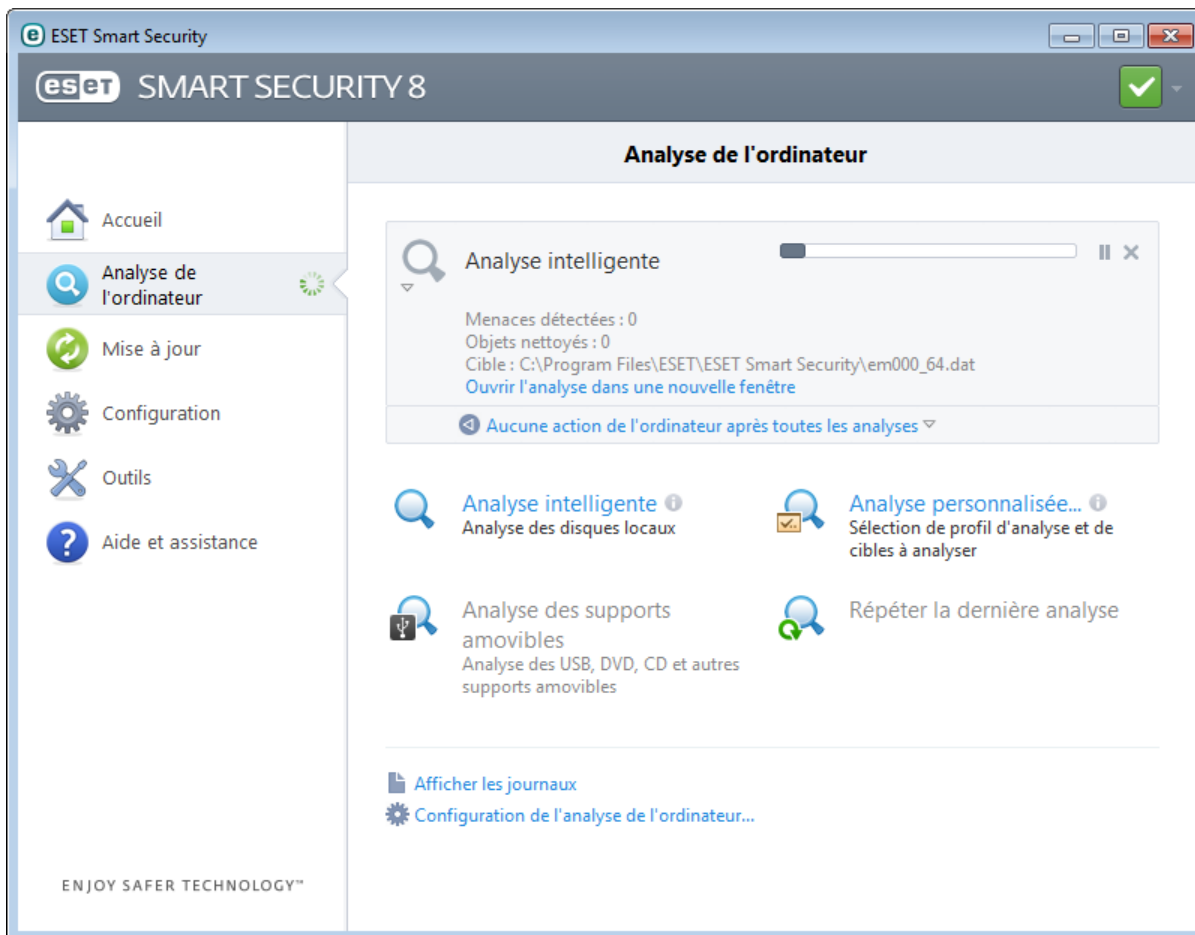 ESET Smart Security
eseT SMART SECURITY 8
Analyse de l'ordinateur
Accueil
Analyse de
l'ordinateur
Mise à jour
Configuration
Outils
Aide et assistance
ENJOY SAFER TECHNOLOGY™
Analyse intelligente
Menaces détectées : 0
Objets nettoyés : 0
Cible : C:\Program Files\ESET\ESET Smart Security\em000_64.dat
Ouvrir l'analyse dans une nouvelle fenêtre
Aucune action de l'ordinateur après toutes les analyses
Analyse intelligente
Analyse des disques locaux
Analyse personnalisée...
Sélection de profil d'analyse et de
cibles à analyser
Analyse des supports
amovibles
Analyse des USB, DVD, CD et autres
supports amovibles
Répéter la dernière analyse
Afficher les journaux
Configuration de l'analyse de l'ordinateur...